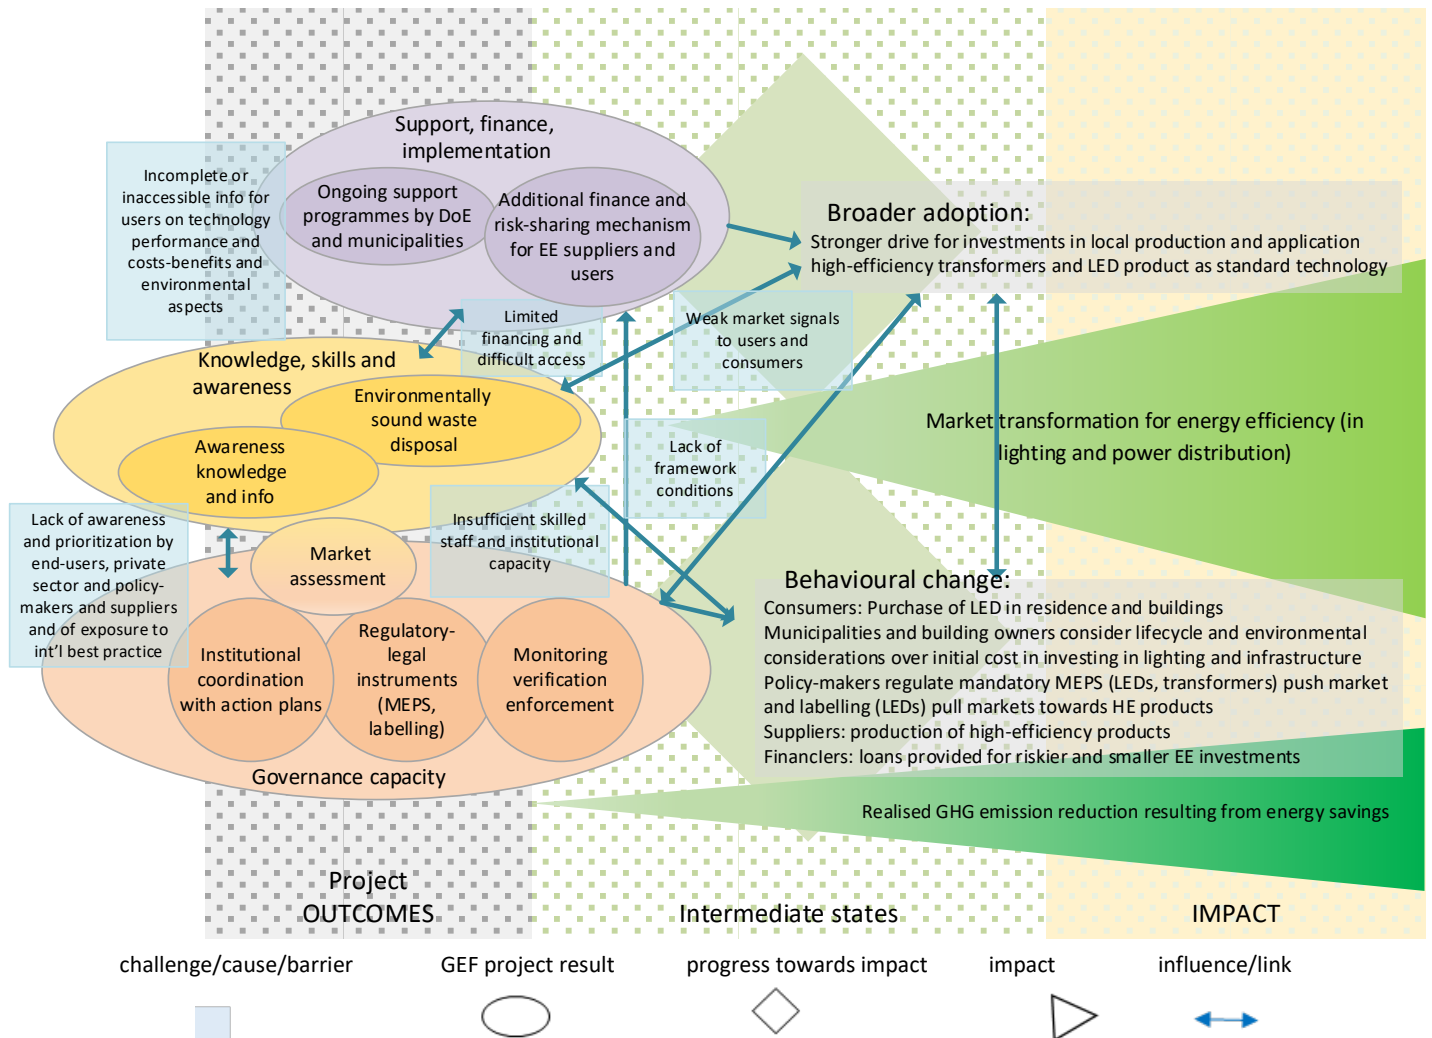 Support, finance,
implementation
Ongoing support
programmes by DoE
and municipalities
Additional finance and
risk-sharing mechanism
for EE suppliers and
users
Incomplete or
inaccessible info for
users on technology
performance and
costs-benefits and
environmental
aspects
Broader adoption:
Stronger drive for investments in local production and application
high-efficiency transformers and LED product as standard technology
Limited
financing and
difficult access
Weak market signals
to users and
consumers
Knowledge, skills and
awareness
Environmentally
sound waste
disposal
Awareness
knowledge
and info
Market transformation for energy efficiency (in
lighting and power distribution)
Lack of
framework
conditions
Lack of awareness
and prioritization by
end-users, private
sector and policy-
makers and suppliers
and of exposure to
int’l best practice
Insufficient skilled
staff and institutional
capacity
Market
assessment
Institutional
coordination
with action plans
Regulatory-
legal
instruments
(MEPS,
labelling)
Monitoring
verification
enforcement
Governance capacity
Behavioural change:
Consumers: Purchase of LED in residence and buildings
Municipalities and building owners consider lifecycle and environmental
considerations over initial cost in investing in lighting and infrastructure
Policy-makers regulate mandatory MEPS (LEDs, transformers) push market
and labelling (LEDs) pull markets towards HE products
Suppliers: production of high-efficiency products
FinancIers: loans provided for riskier and smaller EE investments
Realised GHG emission reduction resulting from energy savings
Project
OUTCOMES
Intermediate states
IMPACT
challenge/cause/barrier
GEF project result
progress towards impact
impact
influence/link